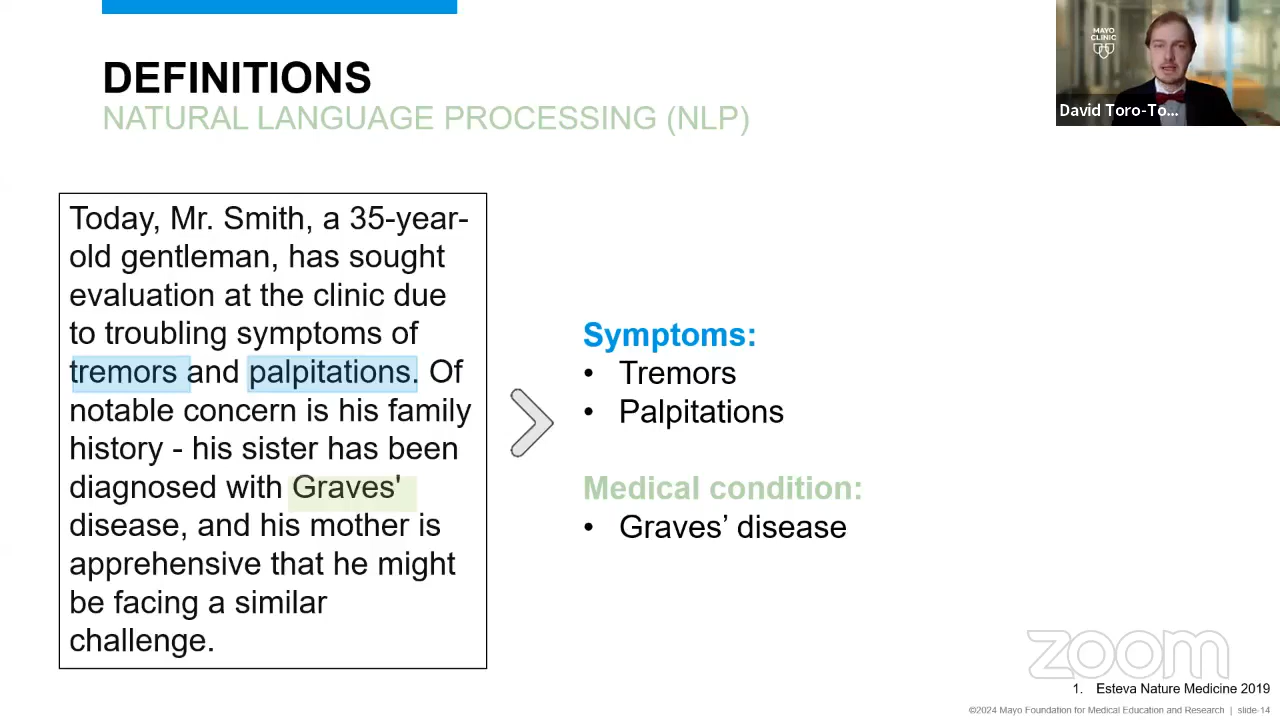 DEFINITIONS
NATURAL LANGUAGE PROCESSING (NLP)
MAYO
CLINIC
David Toro-To...
Today, Mr. Smith, a 35-year-
old gentleman, has sought
evaluation at the clinic due
to troubling symptoms of
tremors and palpitations. Of
notable concern is his family
history - his sister has been
diagnosed with Graves'
disease, and his mother is
apprehensive that he might
be facing a similar
challenge.
Symptoms:
• Tremors
• Palpitations
Medical condition:
• Graves’ disease
zoom
1. Esteva Nature Medicine 2019
©2024 Mayo Foundation for Medical Education and Research | slide-14